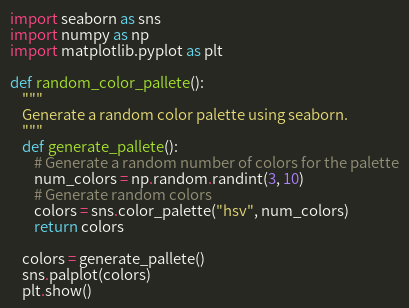 import seaborn as sns
import numpy as np
import matplotlib.pyplot as plt

def random_color_pallete():
    """
    Generate a random color palette using seaborn.
    """
    def generate_pallete():
        # Generate a random number of colors for the palette
        num_colors = np.random.randint(3, 10)
        # Generate random colors
        colors = sns.color_palette("hsv", num_colors)
        return colors

    colors = generate_pallete()
    sns.palplot(colors)
    plt.show()